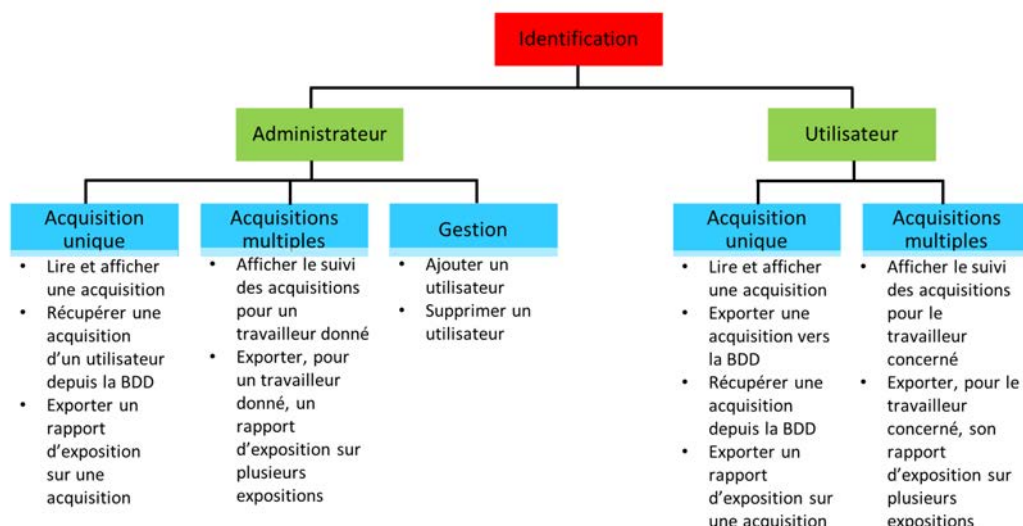 Identification
Administrateur
Utilisateur
Acquisition
unique
• Lire et afficher
une acquisition
• Récupérer une
acquisition
d'un utilisateur
depuis la BDD
• Exporter un
rapport
d'exposition
sur une
acquisition
Acquisitions
multiples
• Afficher le suivi
des acquisitions
pour un
travailleur donné
• Exporter, pour
un travailleur
donné, un
rapport
d'exposition sur
plusieurs
expositions
Gestion
• Ajouter un
utilisateur
• Supprimer un
utilisateur
Acquisition
unique
• Lire et afficher
une acquisition
• Exporter une
acquisition vers
la BDD
• Récupérer une
acquisition
depuis la BDD
• Exporter un
rapport
d'exposition sur
une acquisition
Acquisitions
multiples
• Afficher le suivi
des acquisitions
pour le
travailleur
concerné
• Exporter, pour le
travailleur
concerné, son
rapport
d'exposition sur
plusieurs
expositions